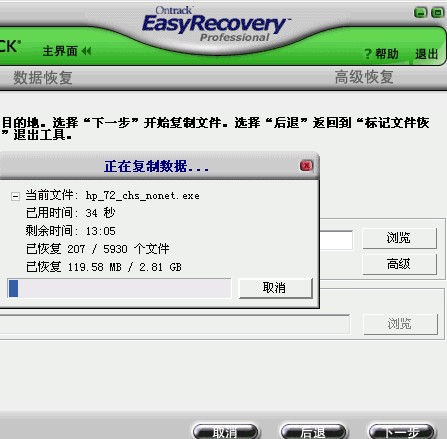 Ontrack®
EasyRecovery™
Professional
CK®
主界面
?帮助 退出
数据恢复 高级恢复
目的地。选择“下一步”开始复制文件。选择“后退”返回到“标记文件恢
”退出工具。
正在复制数据...
当前文件: hp_72_chs_nonet.exe
已用时间: 34 秒
剩余时间: 13:05
已恢复 207 / 5930 个文件
已恢复 119.58 MB / 2.81 GB
取消
浏览
高级
浏览
取消 后退 下一步